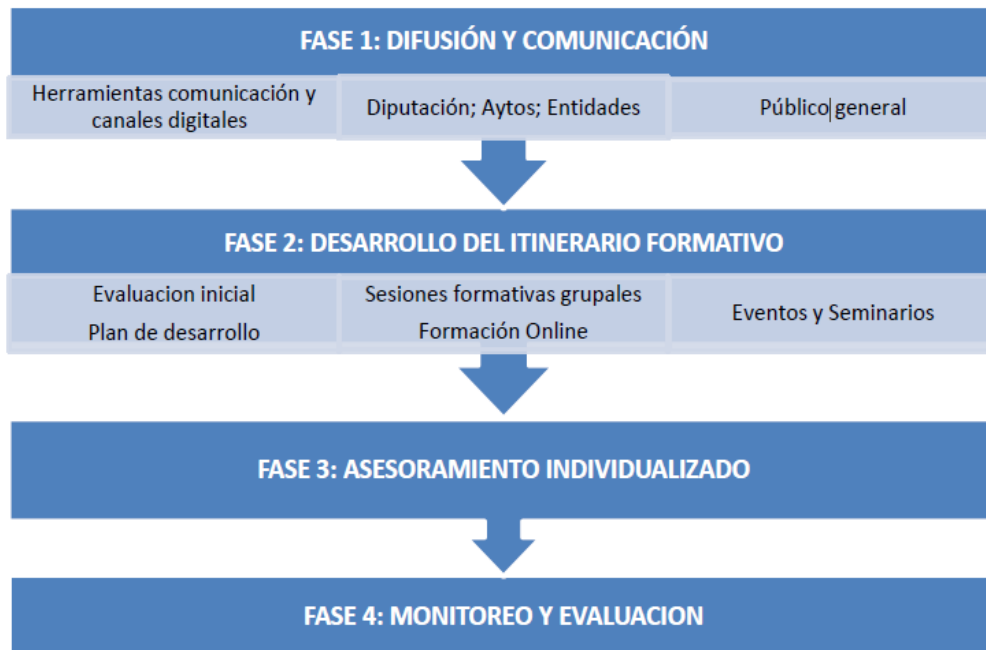 FASE 1: DIFUSIÓN Y COMUNICACIÓN
Herramientas comunicación y
canales digitales
Diputación; Aytos; Entidades
Público general
FASE 2: DESARROLLO DEL ITINERARIO FORMATIVO
Evaluacion inicial
Plan de desarrollo
Sesiones formativas grupales
Formación Online
Eventos y Seminarios
FASE 3: ASESORAMIENTO INDIVIDUALIZADO
FASE 4: MONITOREO Y EVALUACION